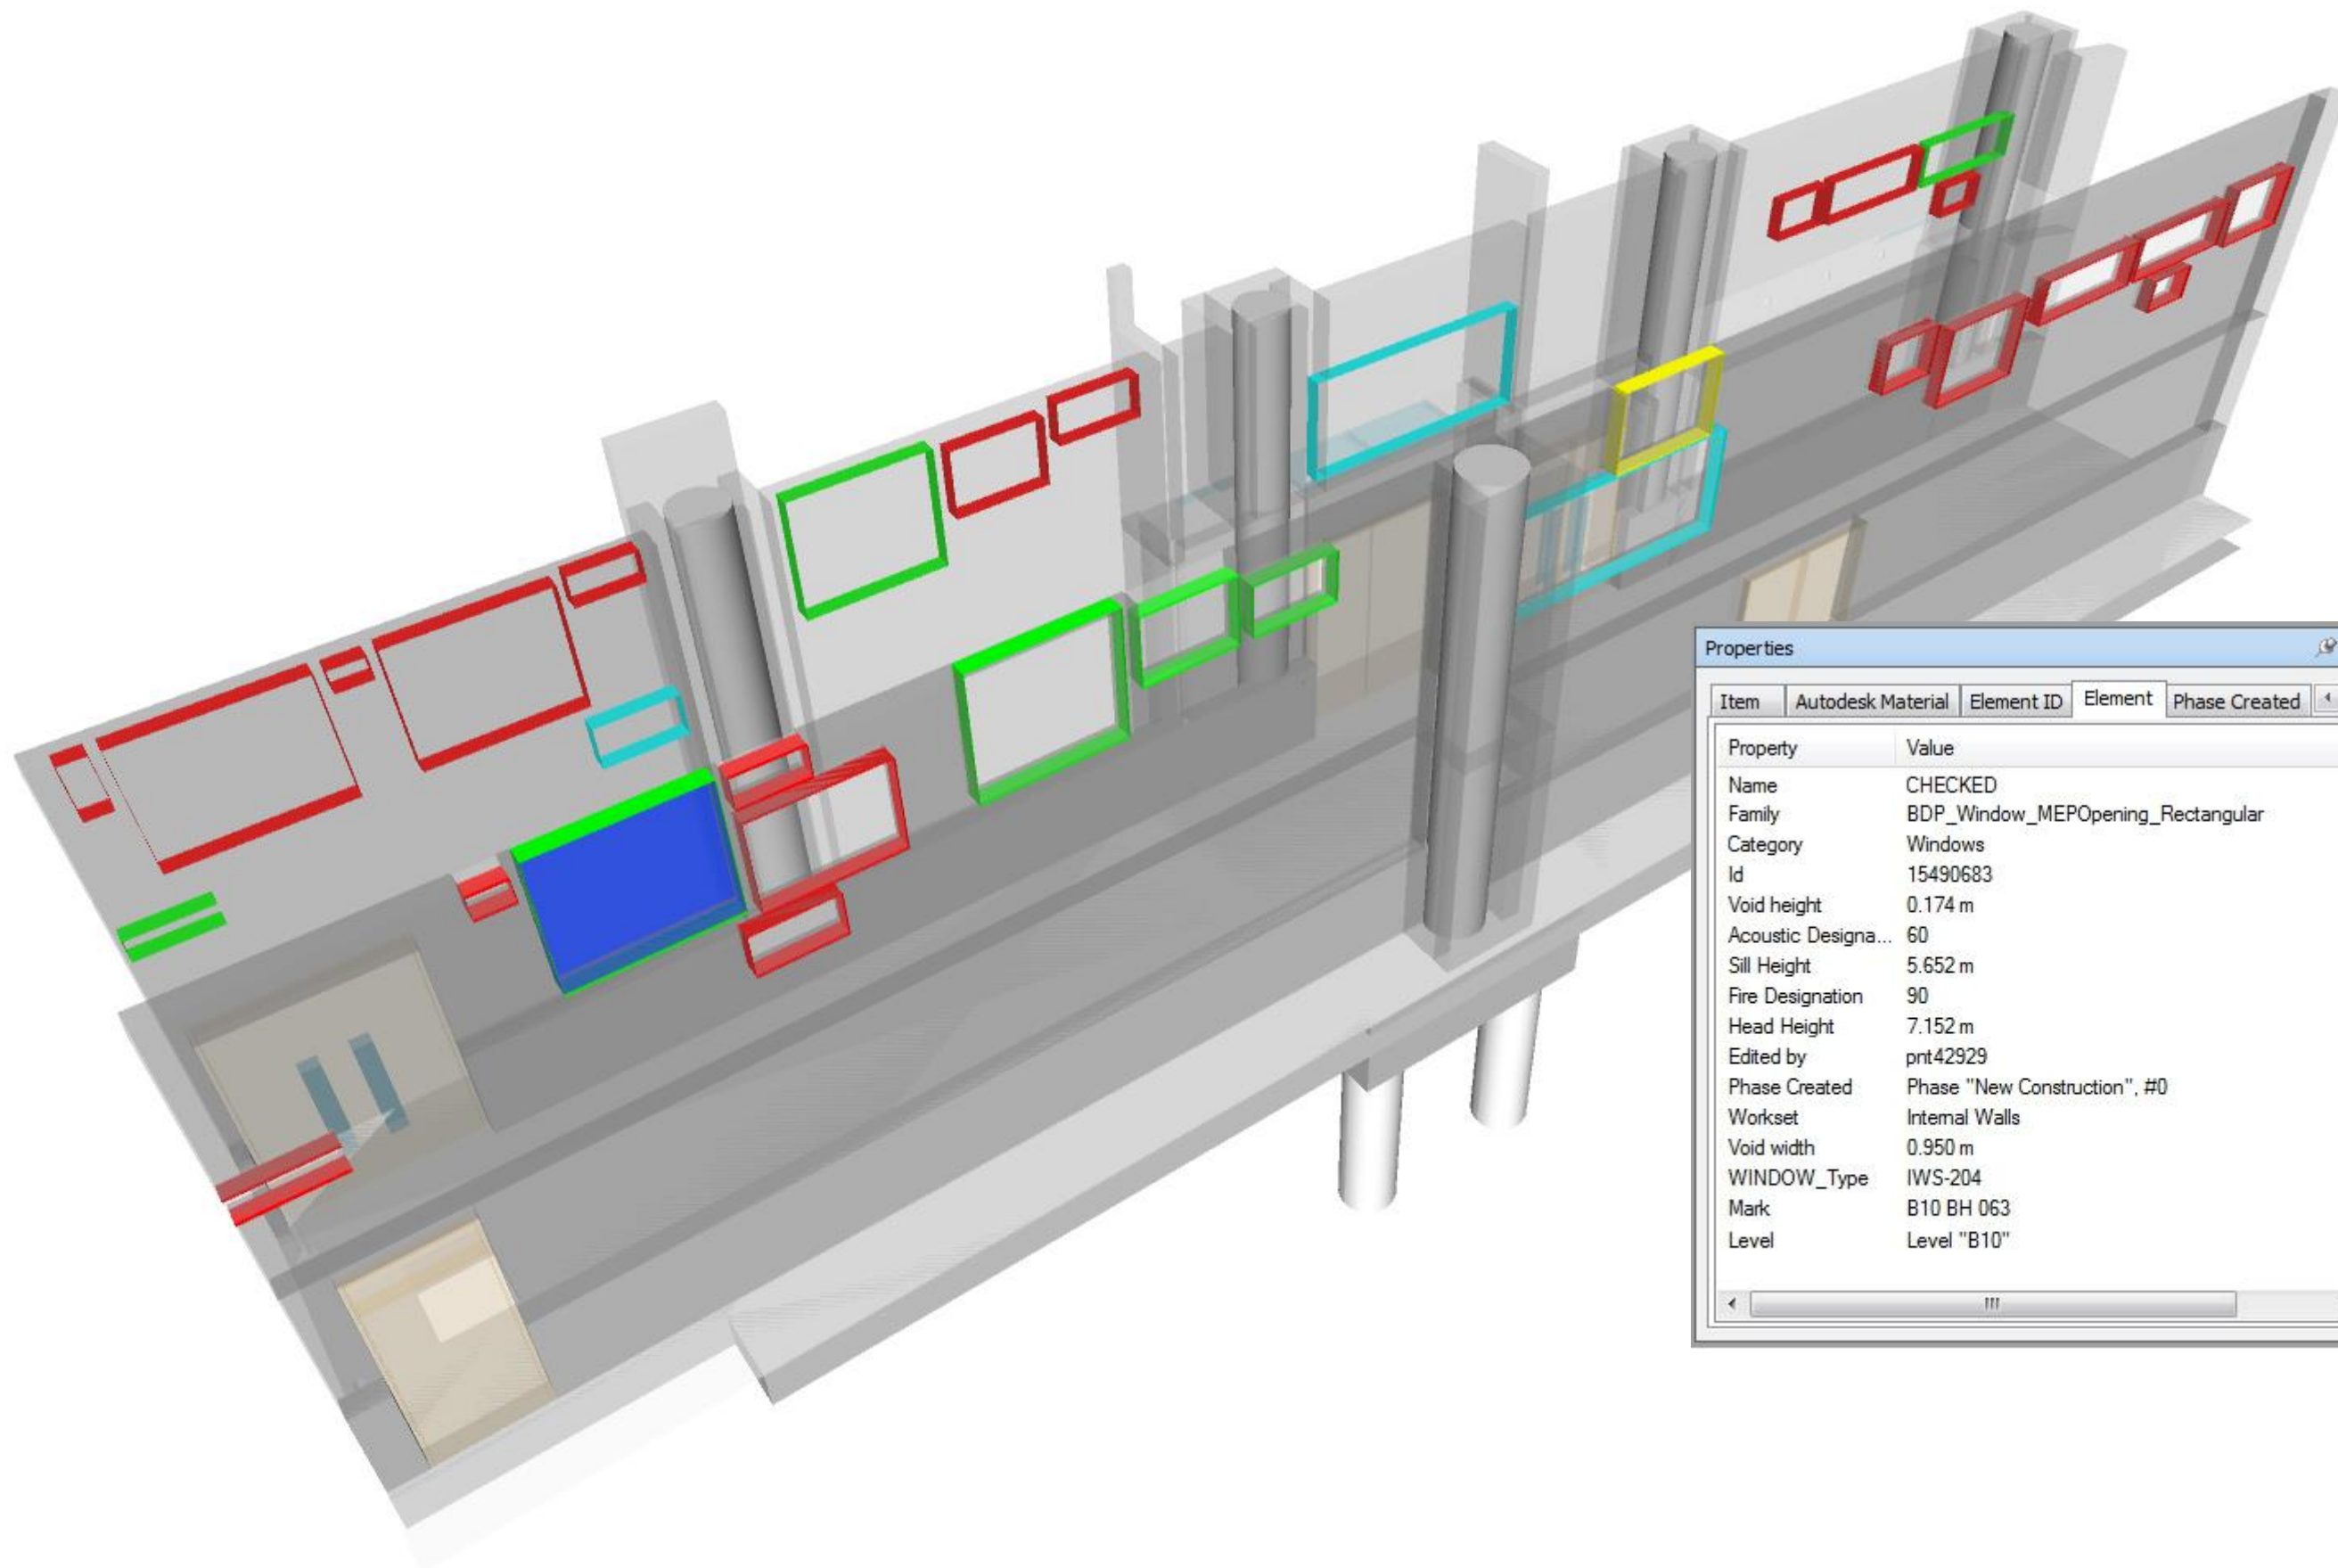 Properties
Item Autodesk Material Element ID Element Phase Created
Property Value
Name CHECKED
Family BDP_Window_MEPOpening_Rectangular
Category Windows
Id 15490683
Void height 0.174 m
Acoustic Designa... 60
Sill Height 5.652 m
Fire Designation 90
Head Height 7.152 m
Edited by pnt42929
Phase Created Phase "New Construction", #0
Workset Internal Walls
Void width 0.950 m
WINDOW_Type IWS-204
Mark B10 BH 063
Level Level "B10"